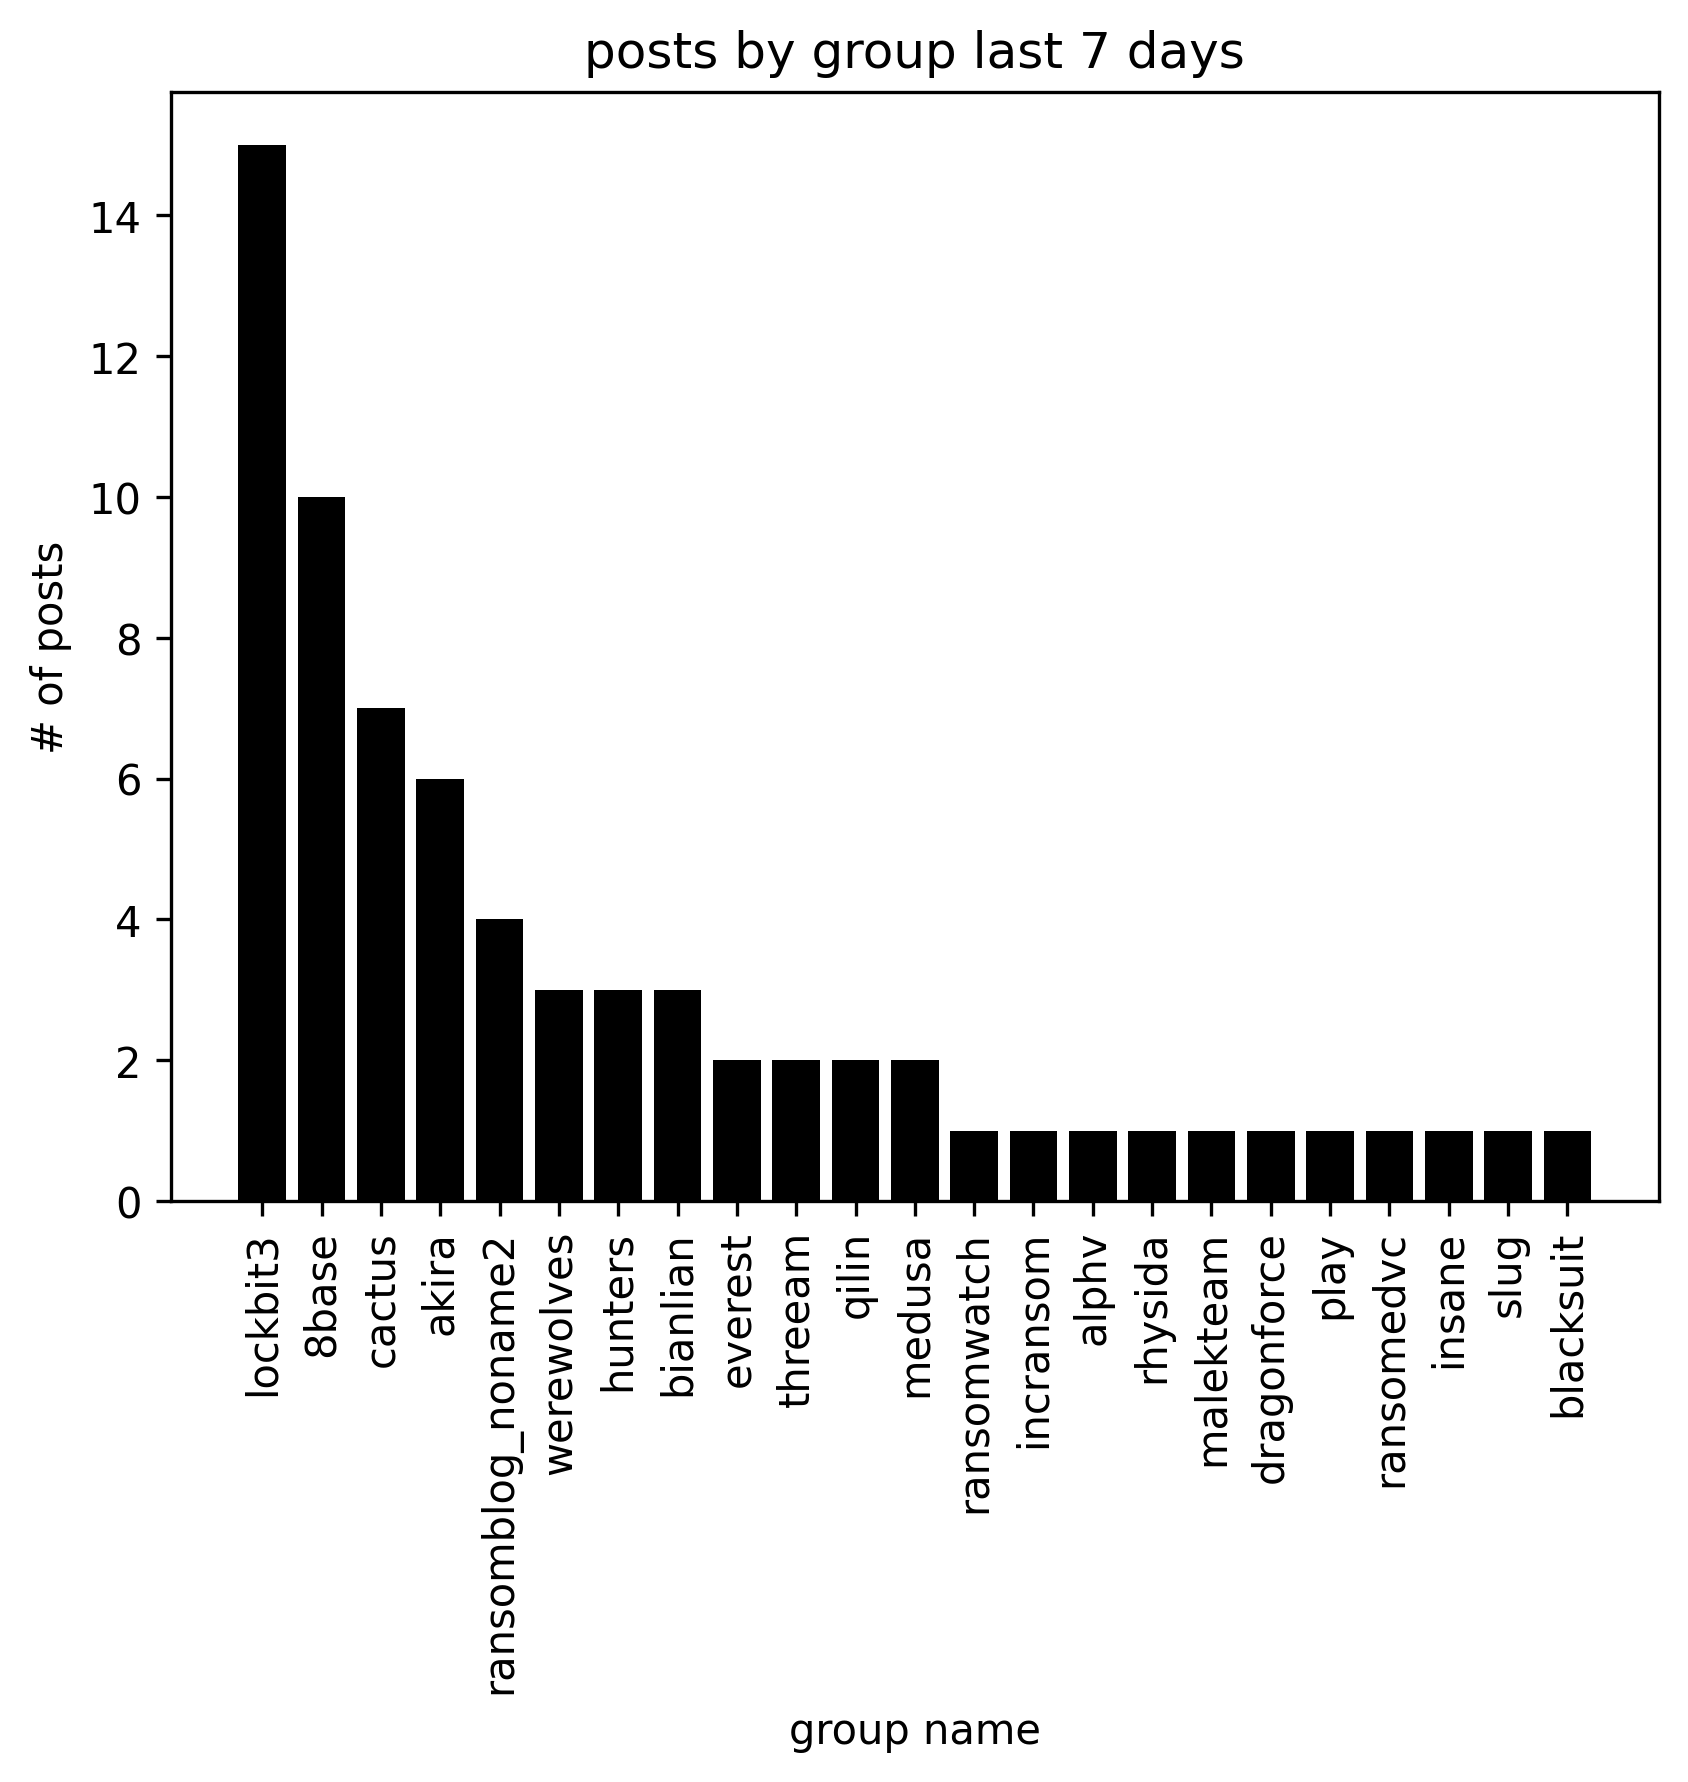 posts by group last 7 days
# of posts
14
12
10
8
6
4
2
0
lockbit3
8base
cactus
akira
ransomblog_noname2
werewolves
hunters
bianlian
everest
threeam
qilin
medusa
ransomwatch
incransom
alphv
rhysida
malekteam
dragonforce
play
ransomedvc
insane
slug
blacksuit
group name